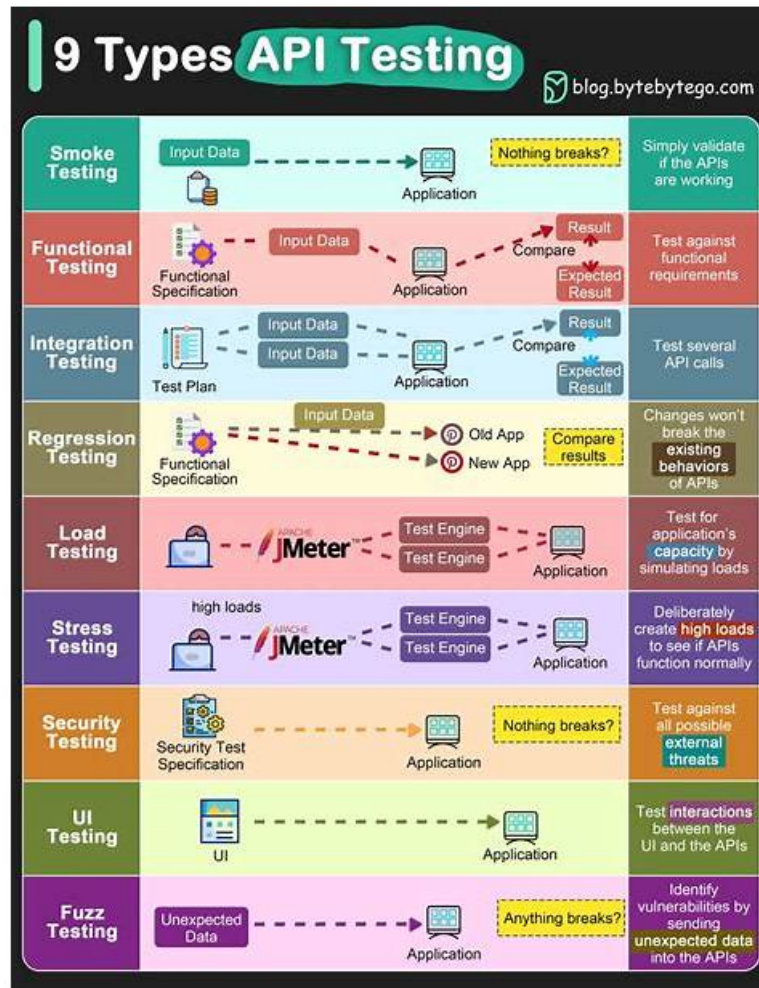 9 Types API Testing
blog.bytebytego.com
Smoke
Testing
Input Data
Application
Nothing breaks?
Simply validate
if the APIs
are working
Functional
Testing
Functional
Specification
Input Data
Application
Result
Compare
Expected
Result
Test against
functional
requirements
Integration
Testing
Test Plan
Input Data
Input Data
Application
Result
Compare
Expected
Result
Test several
API calls
Regression
Testing
Functional
Specification
Input Data
Old App
New App
Compare
results
Changes won't
break the
existing
behaviors
of APIs
Load
Testing
APACHE
JMeter™
Test Engine
Test Engine
Application
Test for
application's
capacity by
simulating loads
Stress
Testing
high loads
APACHE
JMeter™
Test Engine
Test Engine
Application
Deliberately
create high loads
to see if APIs
function normally
Security
Testing
Security Test
Specification
Application
Nothing breaks?
Test against
all possible
external
threats
UI
Testing
UI
Application
Test interactions
between the
UI and the APIs
Fuzz
Testing
Unexpected
Data
Application
Anything breaks?
Identify
vulnerabilities by
sending
unexpected data
into the APIs